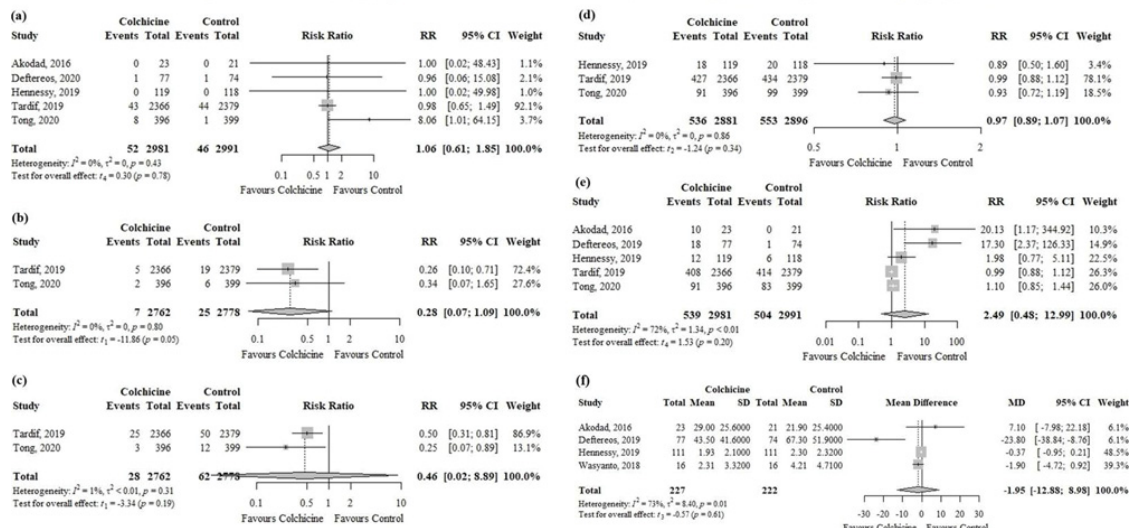 (a)
Colchicine Control
Study Events Total Events Total Risk Ratio RR 95% CI Weight
Akodad, 2016 0 23 0 21 1.00 [0.02; 48.43] 1.1%
Deftereos, 2020 1 77 1 74 0.96 [0.06; 15.08] 2.1%
Hennessy, 2019 0 119 0 118 1.00 [0.02; 49.98] 1.0%
Tardif, 2019 43 2366 44 2379 0.98 [0.65; 1.49] 92.1%
Tong, 2020 8 396 1 399 8.06 [1.01; 64.15] 3.7%
Total 52 2981 46 2991 1.06 [0.61; 1.85] 100.0%
Heterogeneity: I² = 0%, τ² = 0, p = 0.43
Test for overall effect: t₄ = 0.30 (p = 0.78)
0.1 0.5 1 2 10
Favours Colchicine Favours Control
(b)
Colchicine Control
Study Events Total Events Total Risk Ratio RR 95% CI Weight
Tardif, 2019 5 2366 19 2379 0.26 [0.10; 0.71] 72.4%
Tong, 2020 2 396 6 399 0.34 [0.07; 1.65] 27.6%
Total 7 2762 25 2778 0.28 [0.07; 1.09] 100.0%
Heterogeneity: I² = 0%, τ² = 0, p = 0.80
Test for overall effect: t₁ = -11.86 (p = 0.05)
0.1 0.5 1 2 10
Favours Colchicine Favours Control
(c)
Colchicine Control
Study Events Total Events Total Risk Ratio RR 95% CI Weight
Tardif, 2019 25 2366 50 2379 0.50 [0.31; 0.81] 86.9%
Tong, 2020 3 396 12 399 0.25 [0.07; 0.89] 13.1%
Total 28 2762 62 2778 0.46 [0.02; 8.89] 100.0%
Heterogeneity: I² = 1%, τ² < 0.01, p = 0.31
Test for overall effect: t₁ = -3.34 (p = 0.19)
0.1 0.5 1 2 10
Favours Colchicine Favours Control
(d)
Colchicine Control
Study Events Total Events Total Risk Ratio RR 95% CI Weight
Hennessy, 2019 18 119 20 118 0.89 [0.50; 1.60] 3.4%
Tardif, 2019 427 2366 434 2379 0.99 [0.88; 1.12] 78.1%
Tong, 2020 91 396 99 399 0.93 [0.72; 1.19] 18.5%
Total 536 2881 553 2896 0.97 [0.89; 1.07] 100.0%
Heterogeneity: I² = 0%, τ² = 0, p = 0.86
Test for overall effect: t₂ = -1.24 (p = 0.34)
0.5 1 2
Favours Colchicine Favours Control
(e)
Colchicine Control
Study Events Total Events Total Risk Ratio RR 95% CI Weight
Akodad, 2016 10 23 0 21 20.13 [1.17; 344.92] 10.3%
Deftereos, 2019 18 77 1 74 17.30 [2.37; 126.33] 14.9%
Hennessy, 2019 12 119 6 118 1.98 [0.77; 5.11] 22.5%
Tardif, 2019 408 2366 414 2379 0.99 [0.88; 1.12] 26.3%
Tong, 2020 91 396 83 399 1.10 [0.85; 1.44] 26.0%
Total 539 2981 504 2991 2.49 [0.48; 12.99] 100.0%
Heterogeneity: I² = 72%, τ² = 1.34, p < 0.01
Test for overall effect: t₄ = 1.53 (p = 0.20)
0.01 0.1 1 10 100
Favours Colchicine Favours Control
(f)
Colchicine Control
Study Total Mean SD Total Mean SD Mean Difference MD 95% CI Weight
Akodad, 2016 23 29.00 25.6000 21 21.90 25.4000 7.10 [-7.98; 22.18] 6.1%
Deftereos, 2019 77 43.50 41.6000 74 67.30 51.9000 -23.80 [-38.84; -8.76] 6.1%
Hennessy, 2019 111 1.93 2.1000 111 2.30 2.3200 -0.37 [-0.95; 0.21] 48.5%
Wasyanto, 2018 16 2.31 3.3200 16 4.21 4.7100 -1.90 [-4.72; 0.92] 39.3%
Total 227 222 -1.95 [-12.88; 8.98] 100.0%
Heterogeneity: I² = 73%, τ² = 8.40, p = 0.01
Test for overall effect: t₃ = -0.57 (p = 0.61)
-30 -20 -10 0 10 20 30
Favours Colchicine Favours Control